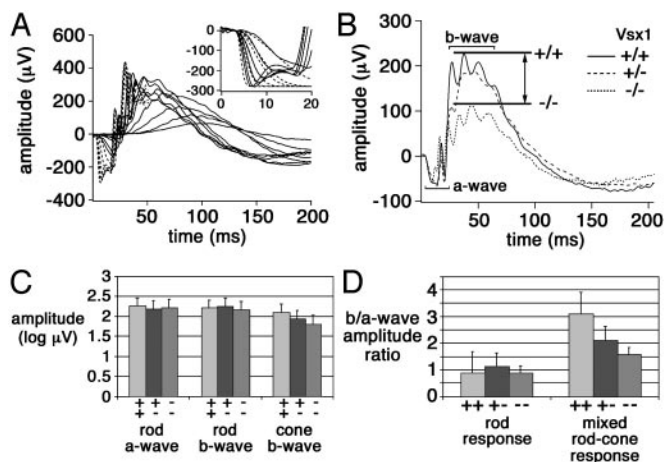 A
amplitude (µV)
600
400
200
0
-200
-400
50 100 150 200
time (ms)
0
-100
-200
-300
0 10 20
B
b-wave
Vsx1
+/+
+/-
-/-
+/+
-/-
a-wave
amplitude (µV)
300
200
100
0
-100
0 50 100 150 200
time (ms)
C
amplitude
(log µV)
3
2.5
2
1.5
1
0.5
0
+ + - + + - + + -
+ - - + - - + - -
rod rod cone
a-wave b-wave b-wave
D
b/a-wave
amplitude
ratio
4
3
2
1
0
++ +- -- ++ +- --
rod mixed
response rod-cone
response